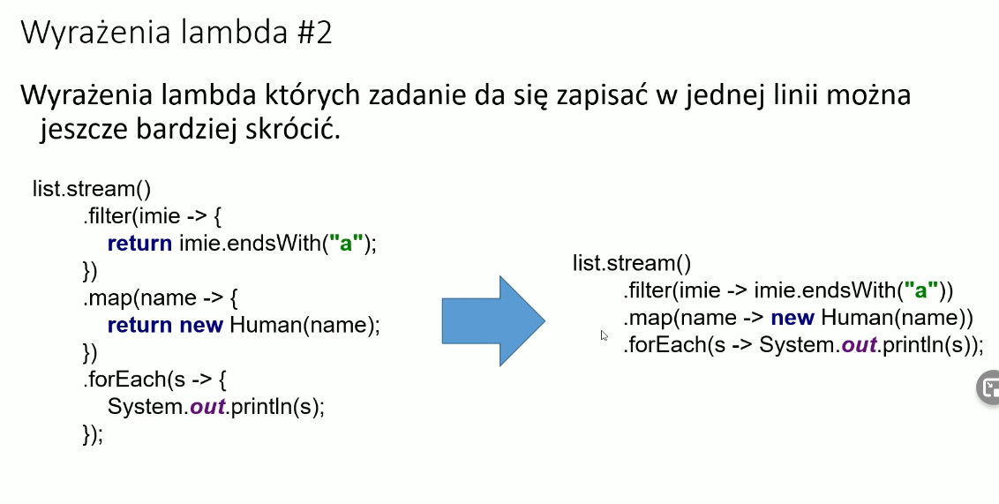 Wyrażenia lambda #2
Wyrażenia lambda których zadanie da się zapisać w jednej linii można
jeszcze bardziej skrócić.
list.stream()
.filter(imie -> {
return imie.endsWith("a");
})
.map(name -> {
return new Human(name);
})
.forEach(s -> {
System.out.println(s);
});
list.stream()
.filter(imie -> imie.endsWith("a"))
.map(name -> new Human(name))
.forEach(s -> System.out.println(s));